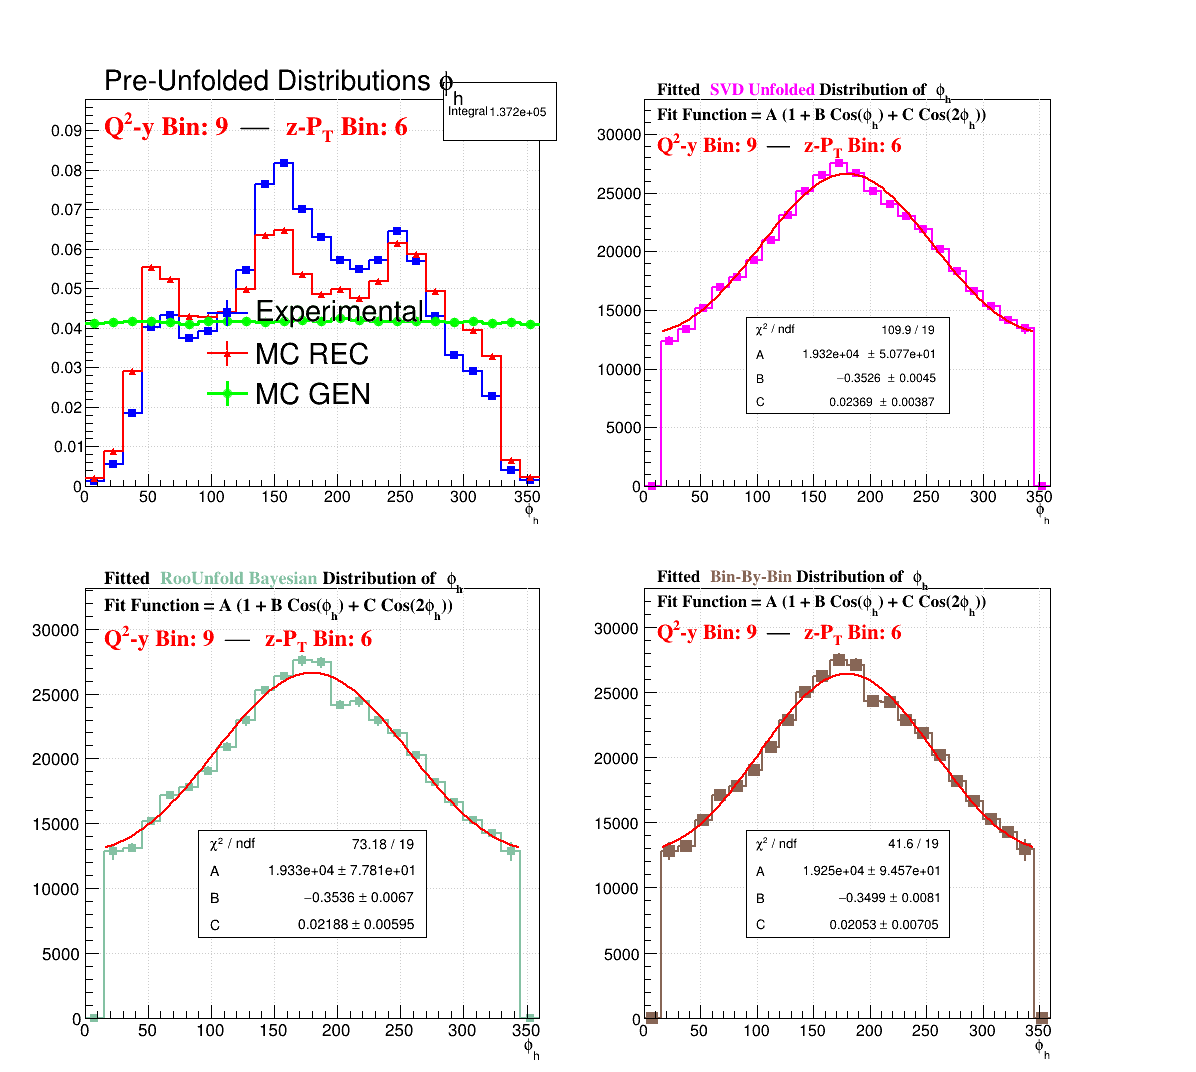 Pre-Unfolded Distributions ϕh
Integral 1.372e+05
Q2-y Bin: 9 — z-PT Bin: 6
0.09
0.08
0.07
0.06
0.05
0.04
0.03
0.02
0.01
0
Experimental
MC REC
MC GEN
0 50 100 150 200 250 300 350
ϕh
Fitted SVD Unfolded Distribution of ϕh
Fit Function = A (1 + B Cos(ϕh) + C Cos(2ϕh))
Q2-y Bin: 9 — z-PT Bin: 6
30000
25000
20000
15000
10000
5000
0
χ2 / ndf 109.9 / 19
A 1.932e+04 ± 5.077e+01
B −0.3526 ± 0.0045
C 0.02369 ± 0.00387
0 50 100 150 200 250 300 350
ϕh
Fitted RooUnfold Bayesian Distribution of ϕh
Fit Function = A (1 + B Cos(ϕh) + C Cos(2ϕh))
Q2-y Bin: 9 — z-PT Bin: 6
30000
25000
20000
15000
10000
5000
0
χ2 / ndf 73.18 / 19
A 1.933e+04 ± 7.781e+01
B −0.3536 ± 0.0067
C 0.02188 ± 0.00595
0 50 100 150 200 250 300 350
ϕh
Fitted Bin-By-Bin Distribution of ϕh
Fit Function = A (1 + B Cos(ϕh) + C Cos(2ϕh))
Q2-y Bin: 9 — z-PT Bin: 6
30000
25000
20000
15000
10000
5000
0
χ2 / ndf 41.6 / 19
A 1.925e+04 ± 9.457e+01
B −0.3499 ± 0.0081
C 0.02053 ± 0.00705
0 50 100 150 200 250 300 350
ϕh